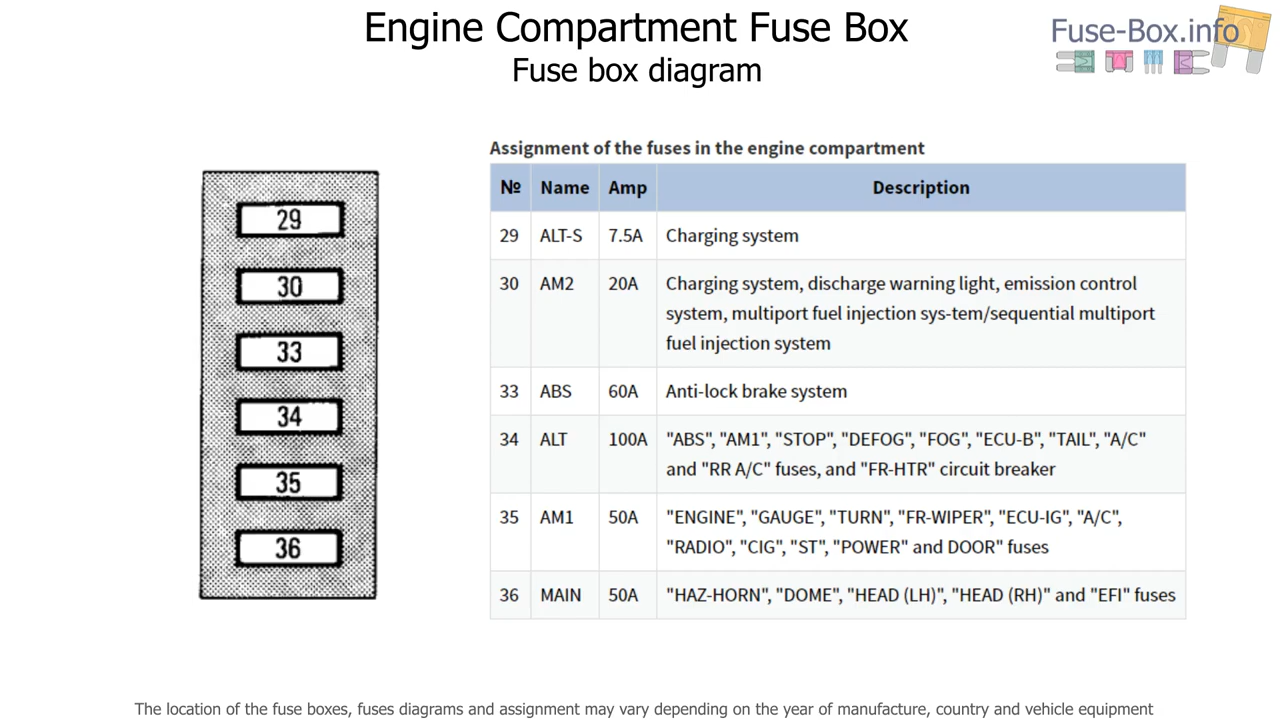 Engine Compartment Fuse Box
Fuse box diagram
Fuse-Box.info
29
30
33
34
35
36
Assignment of the fuses in the engine compartment
№ Name Amp Description
29 ALT-S 7.5A Charging system
30 AM2 20A Charging system, discharge warning light, emission control
system, multiport fuel injection sys-tem/sequential multiport
fuel injection system
33 ABS 60A Anti-lock brake system
34 ALT 100A "ABS", "AM1", "STOP", "DEFOG", "FOG", "ECU-B", "TAIL", "A/C"
and "RR A/C" fuses, and "FR-HTR" circuit breaker
35 AM1 50A "ENGINE", "GAUGE", "TURN", "FR-WIPER", "ECU-IG", "A/C",
"RADIO", "CIG", "ST", "POWER" and DOOR" fuses
36 MAIN 50A "HAZ-HORN", "DOME", "HEAD (LH)", "HEAD (RH)" and "EFI" fuses
The location of the fuse boxes, fuses diagrams and assignment may vary depending on the year of manufacture, country and vehicle equipment